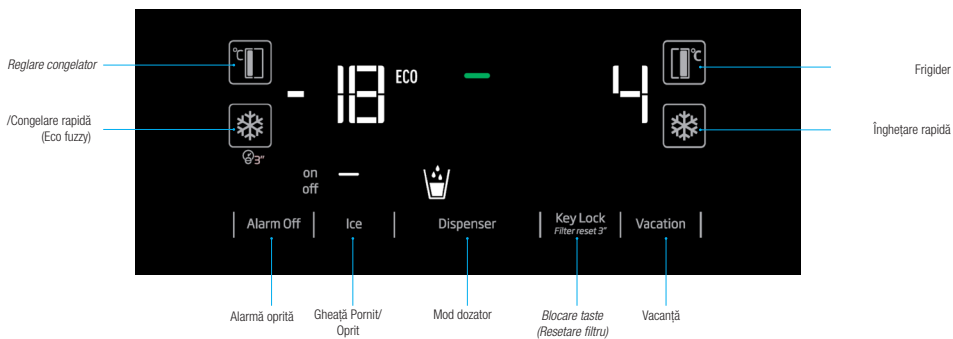 Reglare congelator
°C
- 18
ECO
4
°C
Frigider
/Congelare rapidă
(Eco fuzzy)
Înghețare rapidă
3"
on
off
Alarm Off
Ice
Dispenser
Key Lock
Filter reset 3"
Vacation
Alarmă oprită
Gheață Pornit/
Oprit
Mod dozator
Blocare taste
(Resetare filtru)
Vacanță